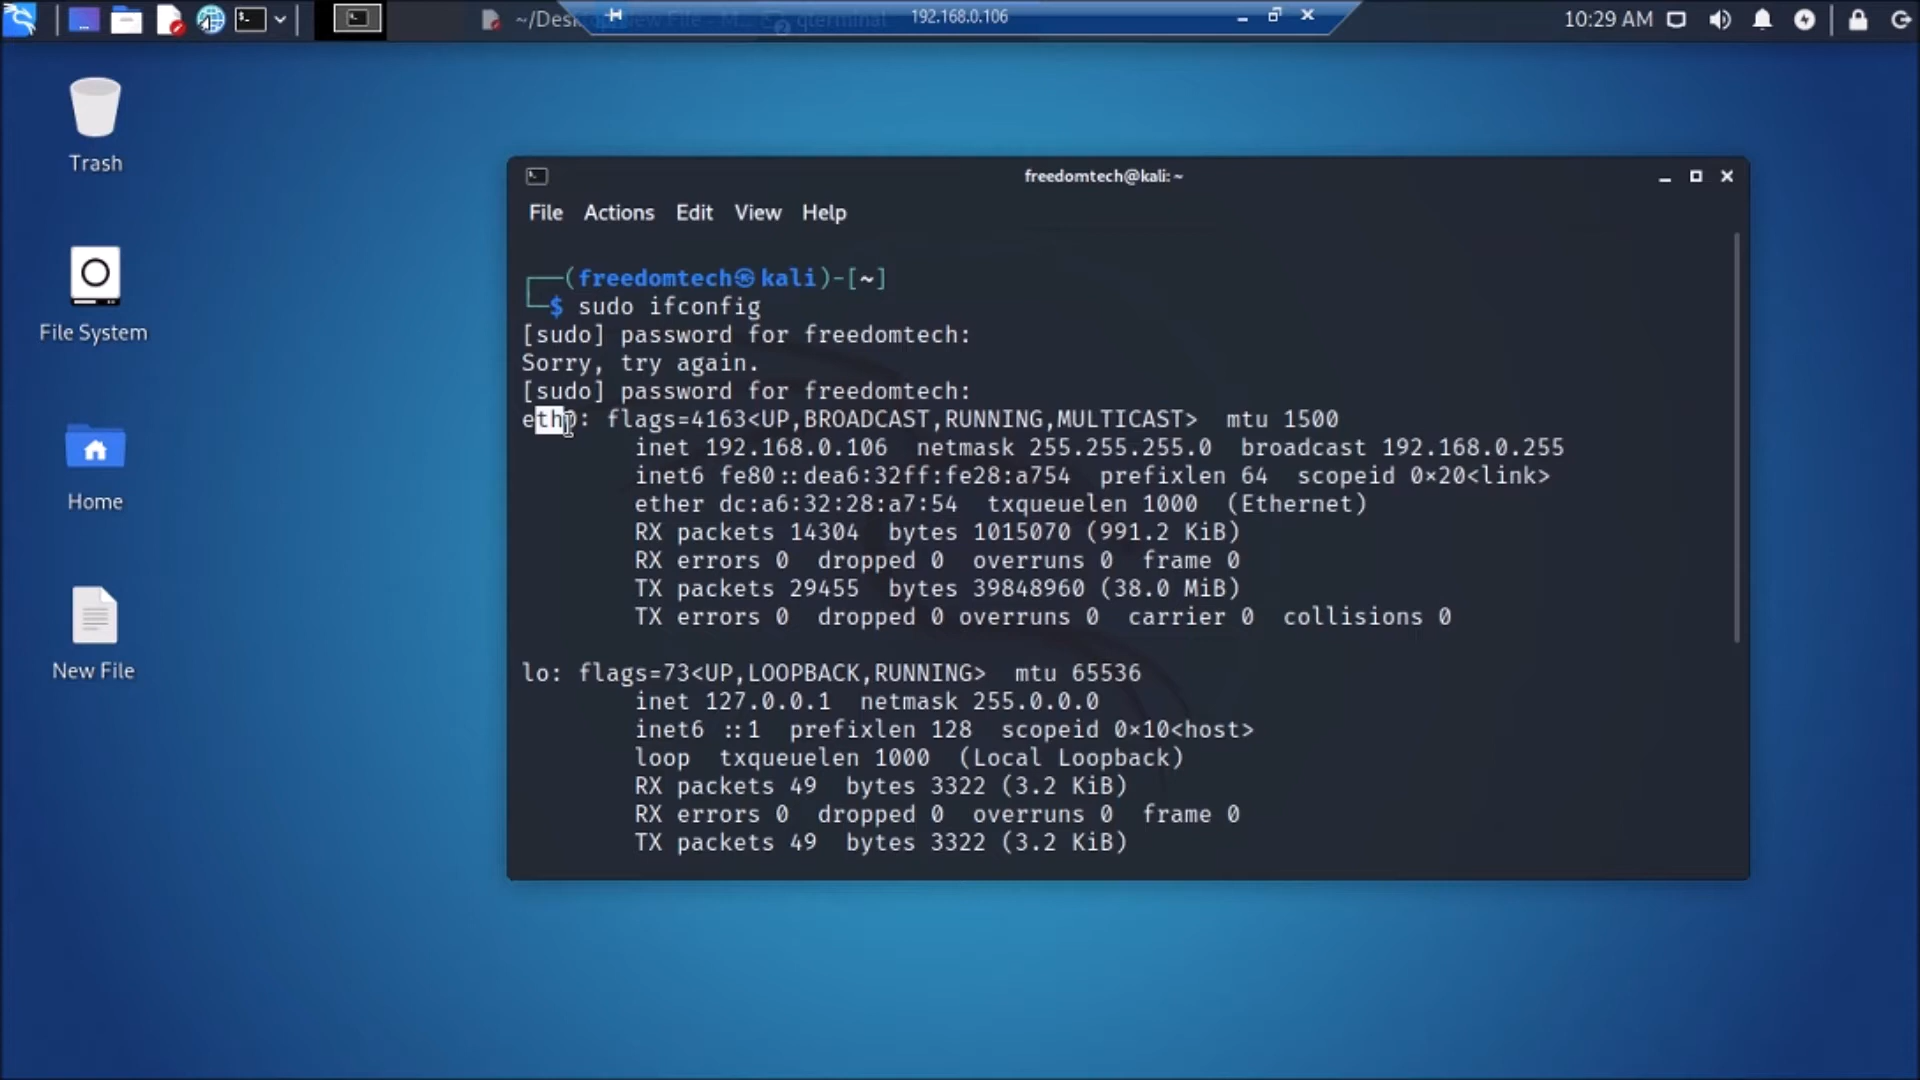 ~/Desktop/New File - M...
qterminal
192.168.0.106
10:29 AM
Trash
File System
Home
New File
freedomtech@kali: ~
File Actions Edit View Help
┌──(freedomtech㉿kali)-[~]
└─$ sudo ifconfig
[sudo] password for freedomtech:
Sorry, try again.
[sudo] password for freedomtech:
eth0: flags=4163<UP,BROADCAST,RUNNING,MULTICAST> mtu 1500
inet 192.168.0.106 netmask 255.255.255.0 broadcast 192.168.0.255
inet6 fe80::dea6:32ff:fe28:a754 prefixlen 64 scopeid 0×20<link>
ether dc:a6:32:28:a7:54 txqueuelen 1000 (Ethernet)
RX packets 14304 bytes 1015070 (991.2 KiB)
RX errors 0 dropped 0 overruns 0 frame 0
TX packets 29455 bytes 39848960 (38.0 MiB)
TX errors 0 dropped 0 overruns 0 carrier 0 collisions 0
lo: flags=73<UP,LOOPBACK,RUNNING> mtu 65536
inet 127.0.0.1 netmask 255.0.0.0
inet6 ::1 prefixlen 128 scopeid 0×10<host>
loop txqueuelen 1000 (Local Loopback)
RX packets 49 bytes 3322 (3.2 KiB)
RX errors 0 dropped 0 overruns 0 frame 0
TX packets 49 bytes 3322 (3.2 KiB)